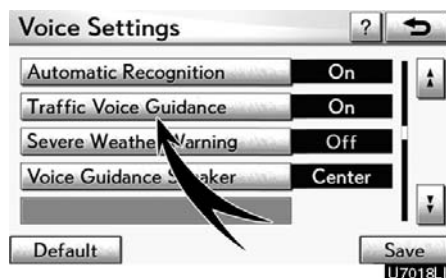 Voice Settings ?
Automatic Recognition On
Traffic Voice Guidance On
Severe Weather Warning Off
Voice Guidance Speaker Center
Default Save
U7018L